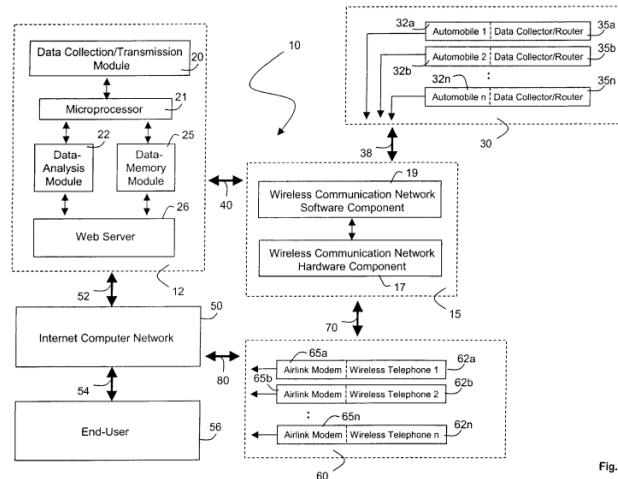 10
Data Collection/Transmission
Module
20
Microprocessor
21
22
Data-
Analysis
Module
25
Data-
Memory
Module
26
Web Server
12
32a
Automobile 1 Data Collector/Router
35a
Automobile 2 Data Collector/Router
35b
32b
32n
:
35n
Automobile n Data Collector/Router
30
38
40
19
Wireless Communication Network
Software Component
Wireless Communication Network
Hardware Component
17
15
52
50
Internet Computer Network
54
End-User
56
70
80
65a
Airlink Modem Wireless Telephone 1
62a
65b
Airlink Modem Wireless Telephone 2
62b
:
65n
Airlink Modem Wireless Telephone n
62n
60
Fig.